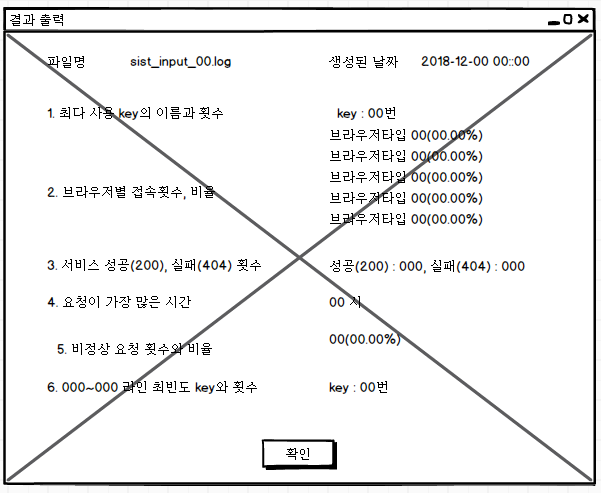 결과 출력
파일명 sist_input_00.log 생성된 날짜 2018-12-00 00::00
1. 최다 사용 key의 이름과 횟수 key : 00번
브라우저타입 00(00.00%)
브라우저타입 00(00.00%)
브라우저타입 00(00.00%)
2. 브라우저별 접속횟수, 비율
브라우저타입 00(00.00%)
브라우저타입 00(00.00%)
3. 서비스 성공(200), 실패(404) 횟수 성공(200) : 000, 실패(404) : 000
4. 요청이 가장 많은 시간 00 시
5. 비정상 요청 횟수와 비율 00(00.00%)
6. 000~000 라인 최빈도 key와 횟수 key : 00번
확인